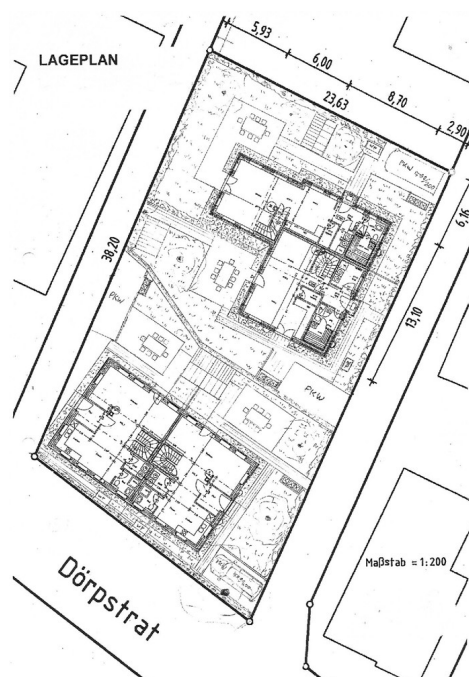 LAGEPLAN
5,93
6,00
8,70
2,90
23,63
PKW
6,16
38,20
13,10
PKW
PKW
Maßstab = 1:200
Dörpstrat